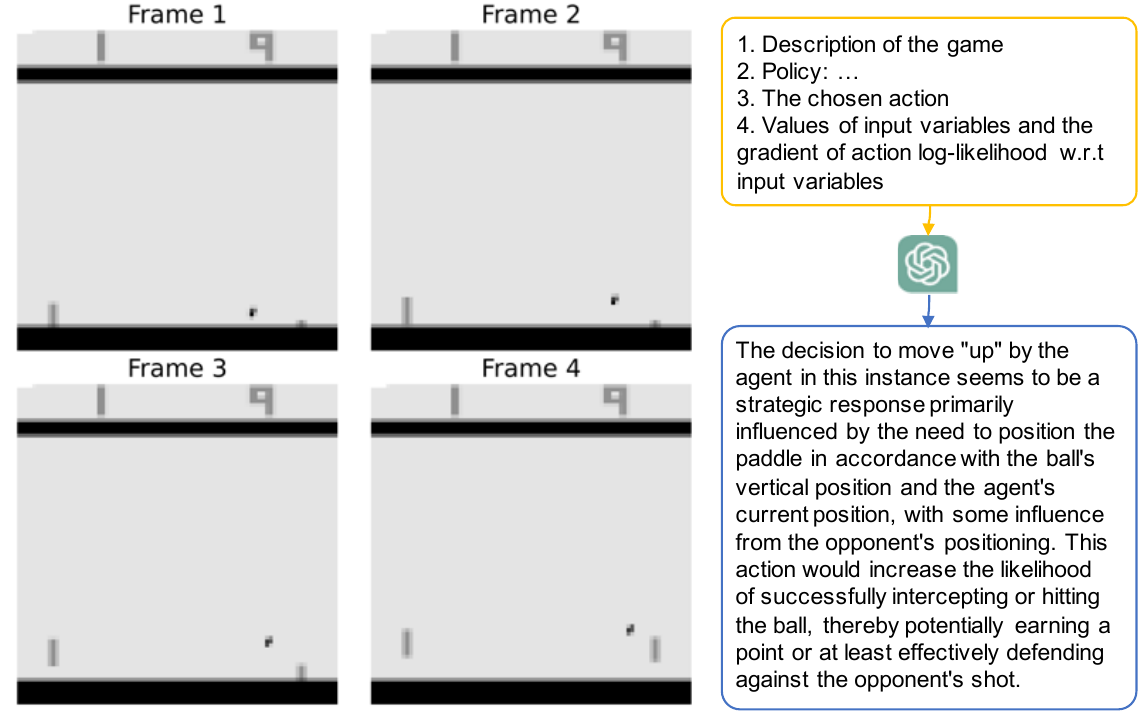 Frame 1
1 9
Frame 2
1 9
Frame 3
1 9
Frame 4
1 9
1. Description of the game
2. Policy: …
3. The chosen action
4. Values of input variables and the
gradient of action log-likelihood w.r.t
input variables
The decision to move "up" by the
agent in this instance seems to be a
strategic response primarily
influenced by the need to position the
paddle in accordance with the ball's
vertical position and the agent's
current position, with some influence
from the opponent's positioning. This
action would increase the likelihood
of successfully intercepting or hitting
the ball, thereby potentially earning a
point or at least effectively defending
against the opponent's shot.